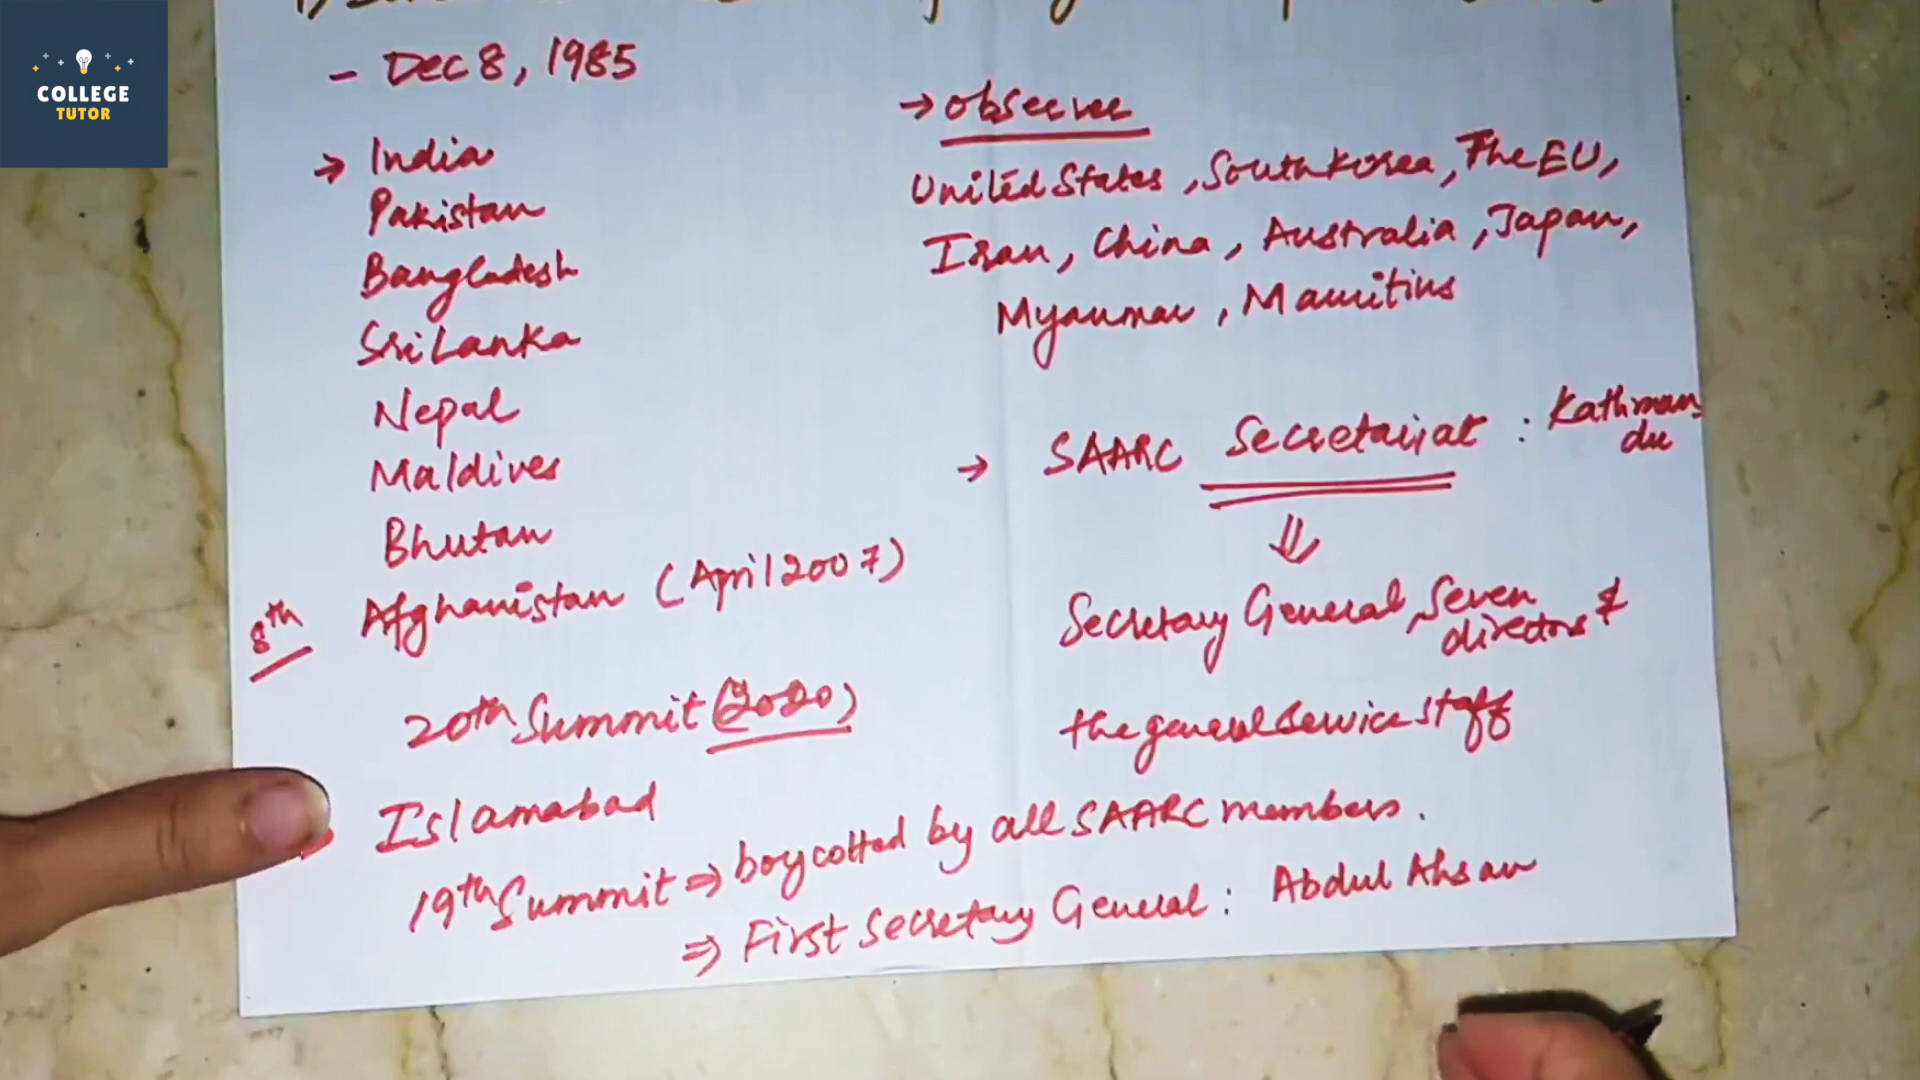 COLLEGE
TUTOR
- Dec 8, 1985
→ India
Pakistan
Bangladesh
Sri Lanka
Nepal
Maldives
Bhutan
8th Afghanistan (April 2007)
20th Summit (2020)
Islamabad
19th Summit ⇒ boycotted by all SAARC members.
⇒ First Secretary General : Abdul Ahsan
→ observer
United States, South Korea, The EU,
Iran, China, Australia, Japan,
Myanmar, Mauritius
→ SAARC Secretariat : Kathman
du
⇓
Secretary General, Seven
directors &
the general service staff